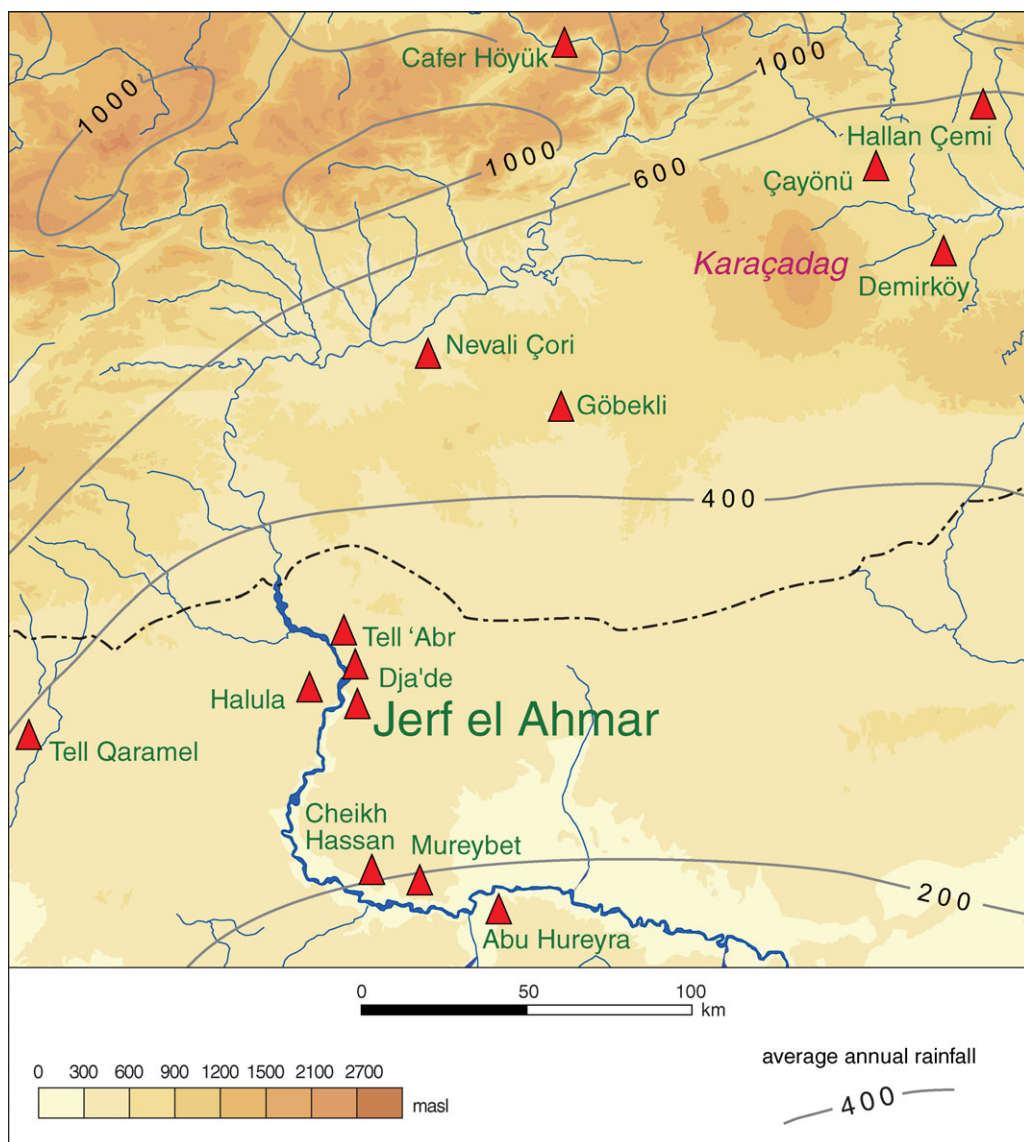 Cafer Höyük
1000
1000
1000
600
Hallan Çemi
Çayönü
Karaçadag
Demirköy
Nevali Çori
Göbekli
400
Tell ‘Abr
Dja'de
Halula
Jerf el Ahmar
Tell Qaramel
Cheikh
Hassan
Mureybet
200
Abu Hureyra
0 50 100
km
0 300 600 900 1200 1500 2100 2700
masl
average annual rainfall
400